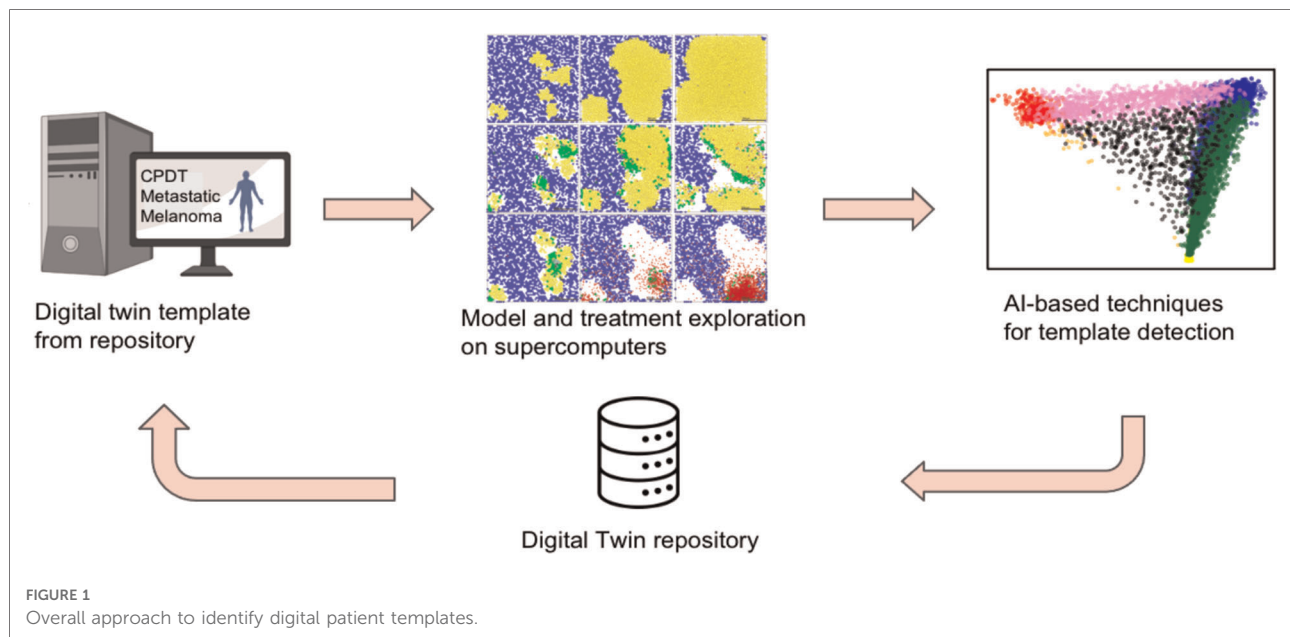 CPDT
Metastatic
Melanoma
Digital twin template
from repository
Model and treatment exploration
on supercomputers
AI-based techniques
for template detection
Digital Twin repository
FIGURE 1
Overall approach to identify digital patient templates.